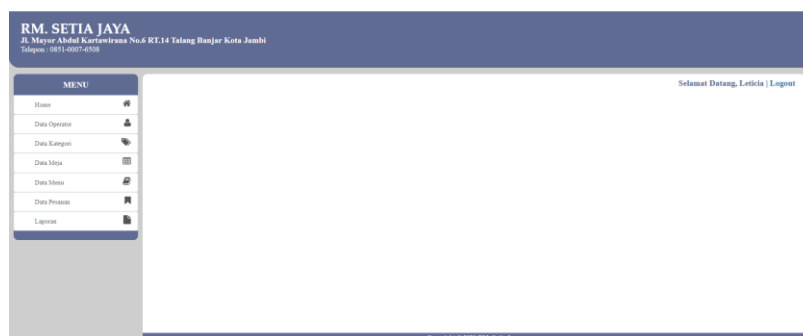 RM. SETIA JAYA
Jl. Mayor Abdul Kartawirana No.6 RT.14 Talang Banjar Kota Jambi
Telepon : 0851-0007-6508
MENU
Selamat Datang, Leticia | Logout
Home
Data Operator
Data Kategori
Data Meja
Data Menu
Data Pesanan
Laporan